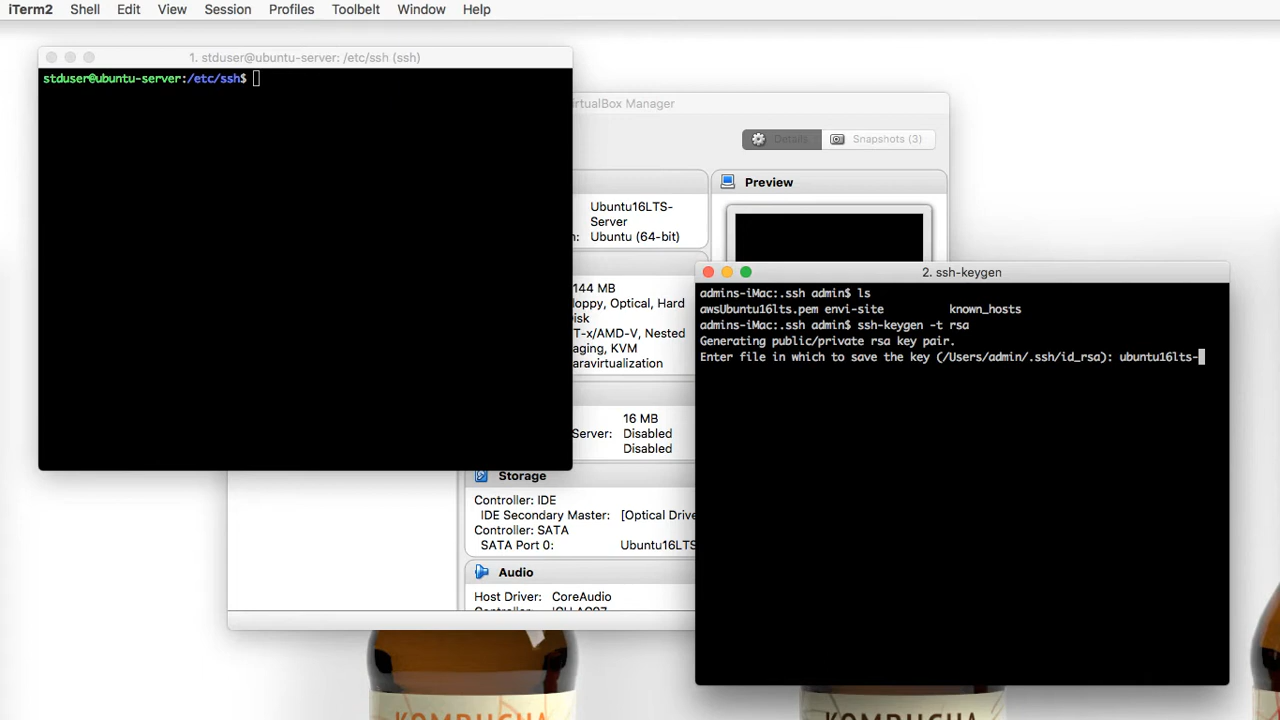 iTerm2 Shell Edit View Session Profiles Toolbelt Window Help
1. stduser@ubuntu-server: /etc/ssh (ssh)
stduser@ubuntu-server:/etc/ssh$
VirtualBox Manager
Details
Snapshots (3)
Preview
Ubuntu16LTS-
Server
Ubuntu (64-bit)
144 MB
loppy, Optical, Hard
isk
T-x/AMD-V, Nested
aging, KVM
aravirtualization
16 MB
Server: Disabled
Disabled
Storage
Controller: IDE
IDE Secondary Master: [Optical Drive
Controller: SATA
SATA Port 0: Ubuntu16LTS
Audio
Host Driver: CoreAudio
2. ssh-keygen
admins-iMac:.ssh admin$ ls
awsUbuntu16lts.pem envi-site known_hosts
admins-iMac:.ssh admin$ ssh-keygen -t rsa
Generating public/private rsa key pair.
Enter file in which to save the key (/Users/admin/.ssh/id_rsa): ubuntu16lts-
KOMBUCHA
KOMBUCHA